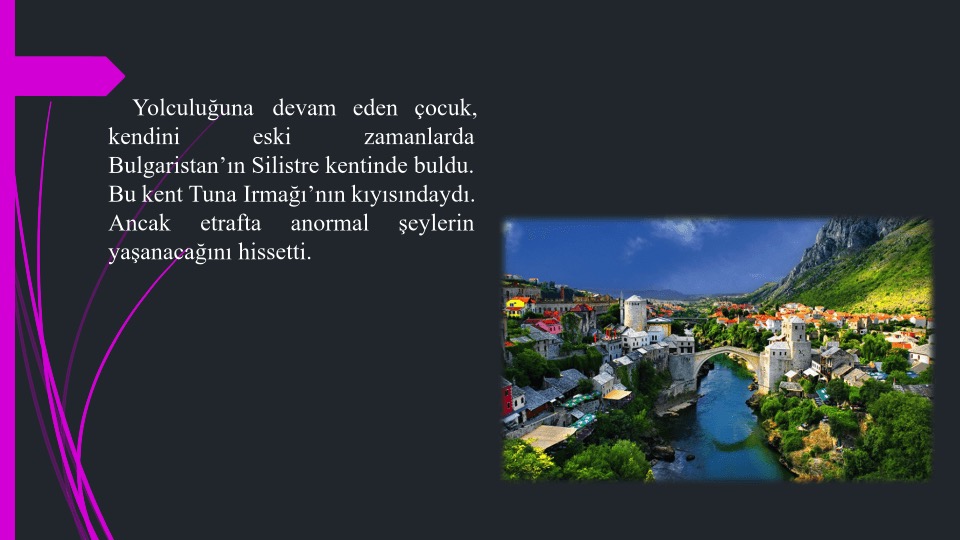 Yolculuğuna devam eden çocuk,
kendini eski zamanlarda
Bulgaristan’ın Silistre kentinde buldu.
Bu kent Tuna Irmağı’nın kıyısındaydı.
Ancak etrafta anormal şeylerin
yaşanacağını hissetti.